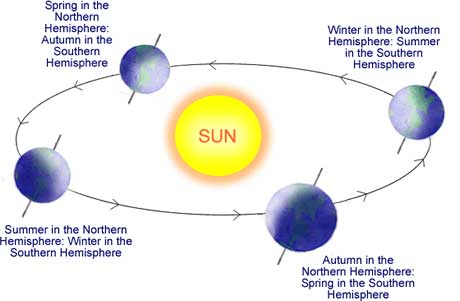 Spring in the
Northern
Hemisphere:
Autumn in the
Southern
Hemisphere
Winter in the Northern
Hemisphere: Summer
in the Southern
Hemisphere
SUN
Summer in the Northern
Hemisphere: Winter in the
Southern Hemisphere
Autumn in the
Northern Hemisphere:
Spring in the Southern
Hemisphere